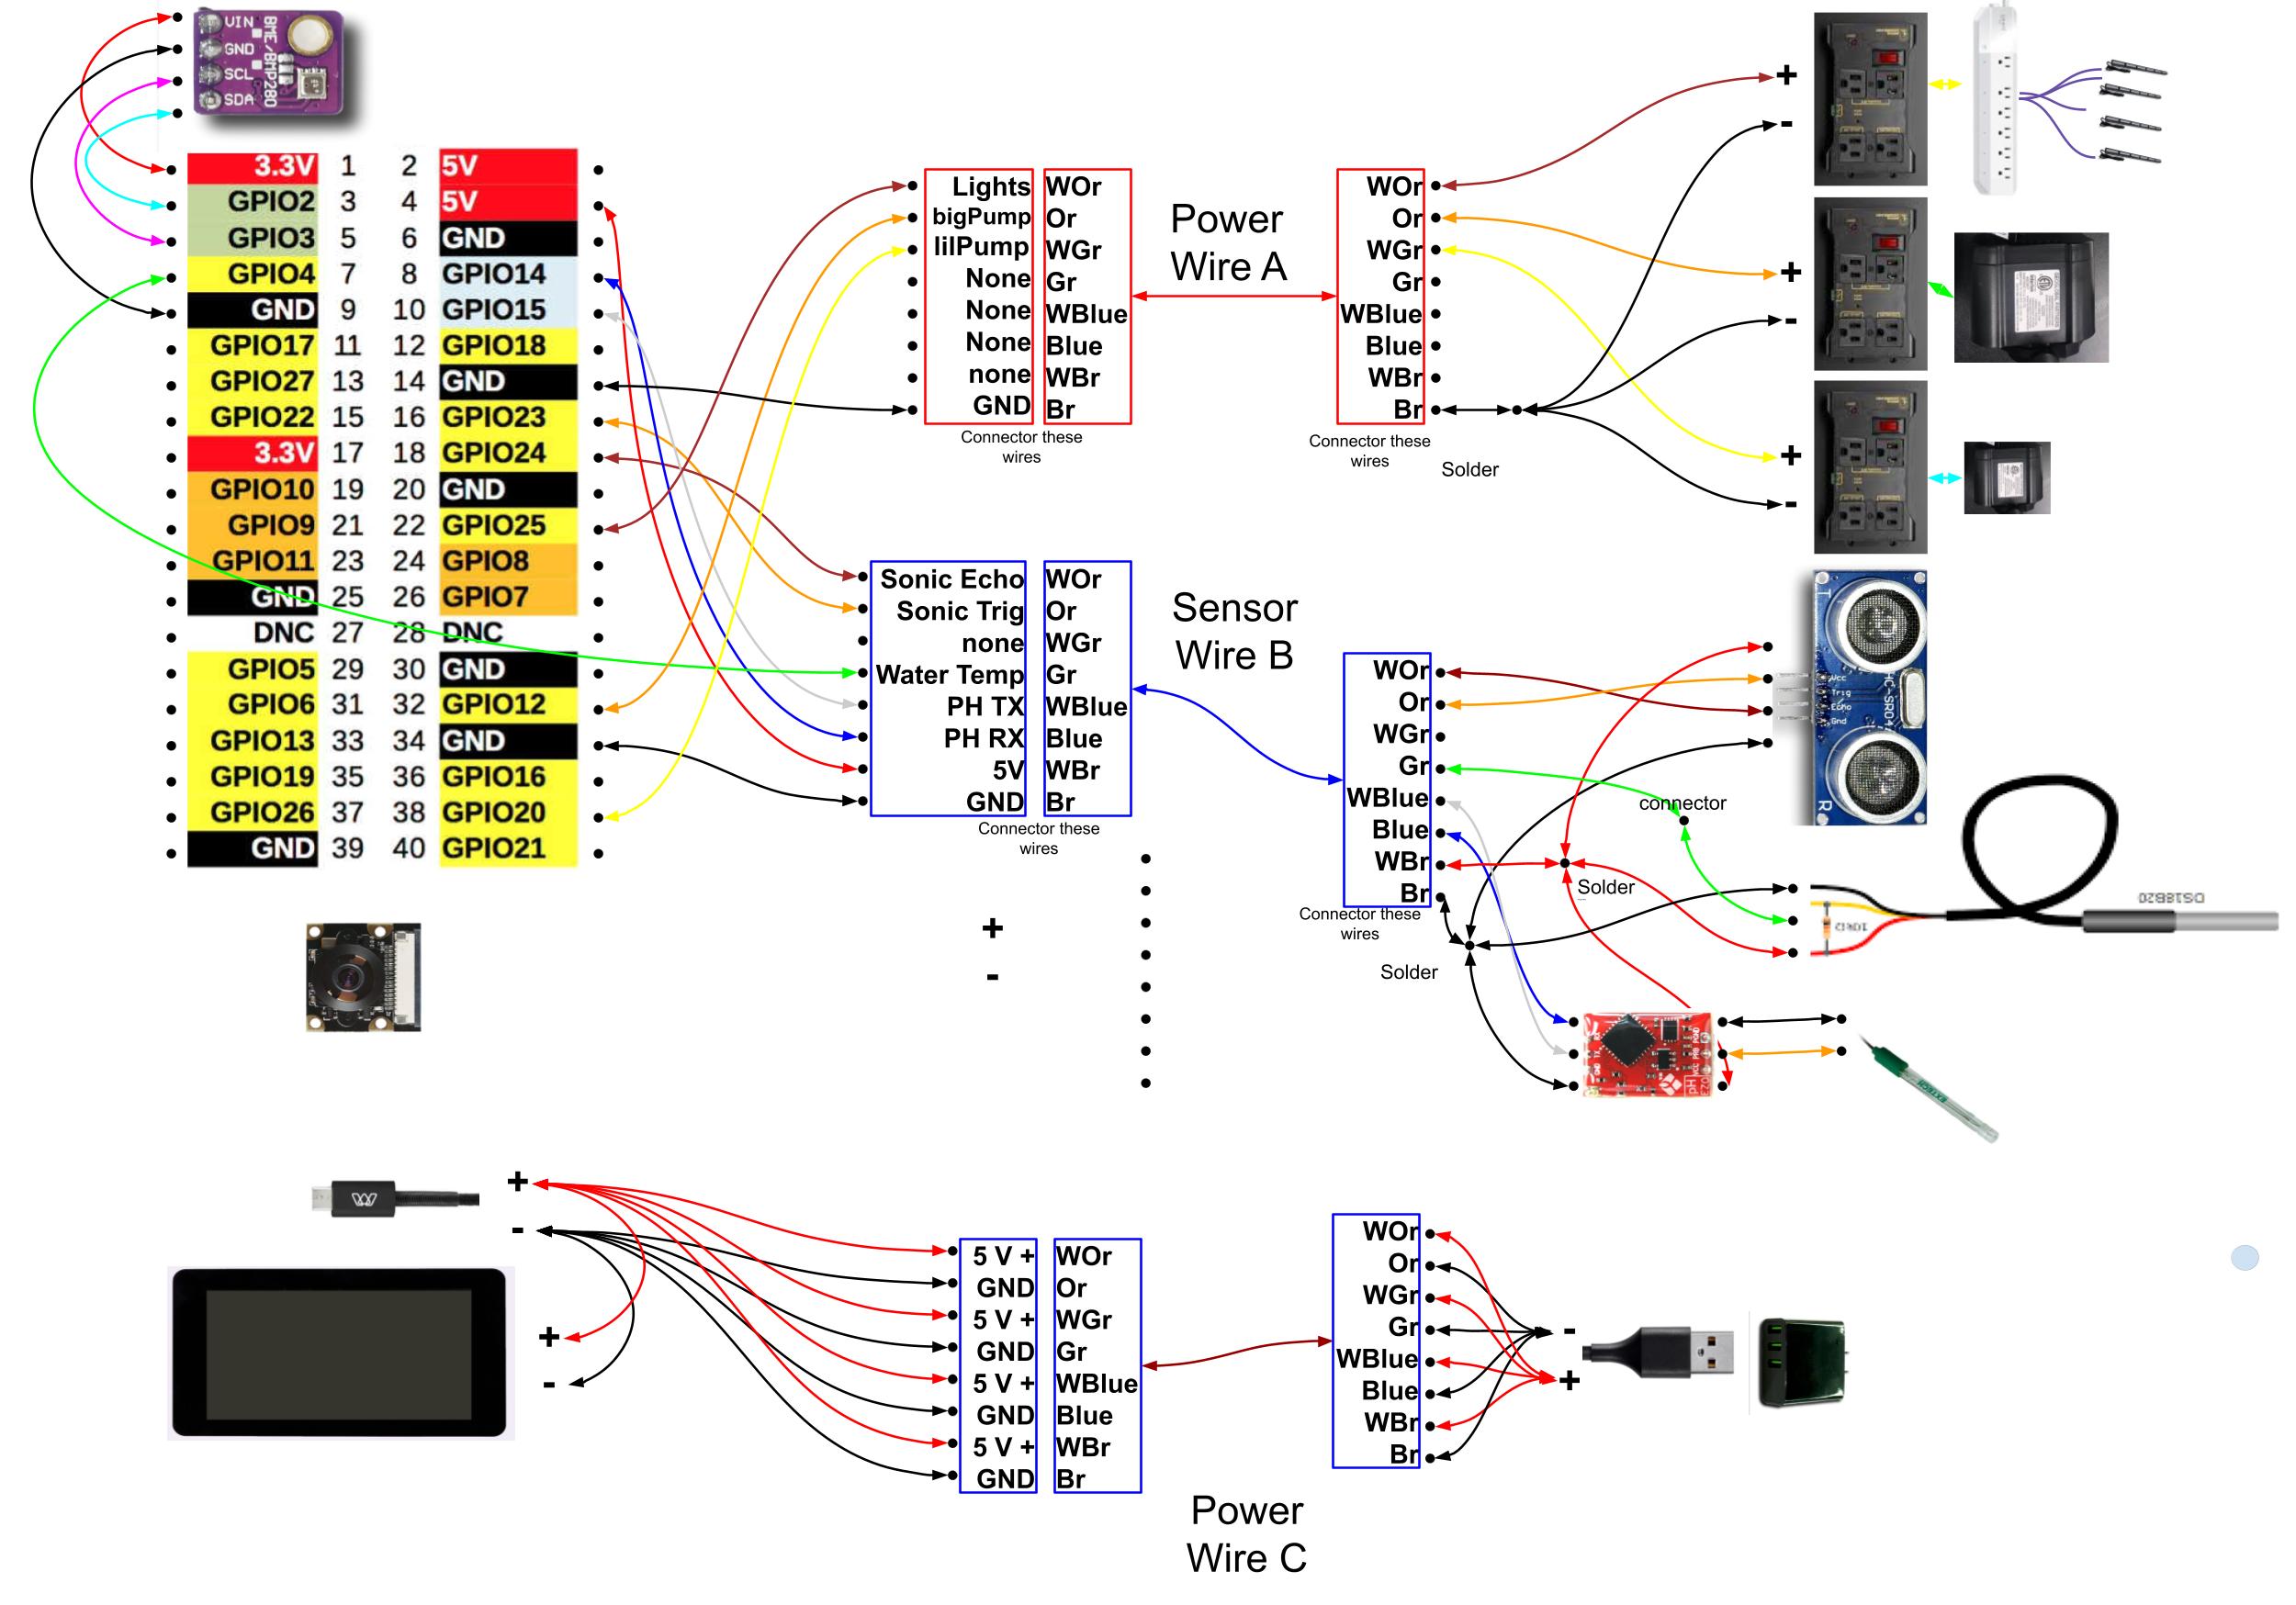 VIN
GND
SCL
SDA
BME/BMP280
3.3V 1 2 5V
GPIO2 3 4 5V
GPIO3 5 6 GND
GPIO4 7 8 GPIO14
GND 9 10 GPIO15
GPIO17 11 12 GPIO18
GPIO27 13 14 GND
GPIO22 15 16 GPIO23
3.3V 17 18 GPIO24
GPIO10 19 20 GND
GPIO9 21 22 GPIO25
GPIO11 23 24 GPIO8
GND 25 26 GPIO7
DNC 27 28 DNC
GPIO5 29 30 GND
GPIO6 31 32 GPIO12
GPIO13 33 34 GND
GPIO19 35 36 GPIO16
GPIO26 37 38 GPIO20
GND 39 40 GPIO21
Lights WOr
bigPump Or
lilPump WGr
None Gr
None WBlue
None Blue
none WBr
GND Br
Connector these
wires
Power
Wire A
WOr
Or
WGr
Gr
WBlue
Blue
WBr
Br
Connector these
wires
Solder
+
-
+
-
+
-
Sonic Echo WOr
Sonic Trig Or
none WGr
Water Temp Gr
PH TX WBlue
PH RX Blue
5V WBr
GND Br
Connector these
wires
+
-
Sensor
Wire B
WOr
Or
WGr
Gr
WBlue
Blue
WBr
Br
Connector these
wires
Solder
Solder
connector
T
Vcc
Trig
Echo
Gnd
HC-SR04
R
DS18B20
10kΩ
pH
EZO
EXTECH
+
-
+
-
5 V + WOr
GND Or
5 V + WGr
GND Gr
5 V + WBlue
GND Blue
5 V + WBr
GND Br
Power
Wire C
WOr
Or
WGr
Gr
WBlue
Blue
WBr
Br
-
+